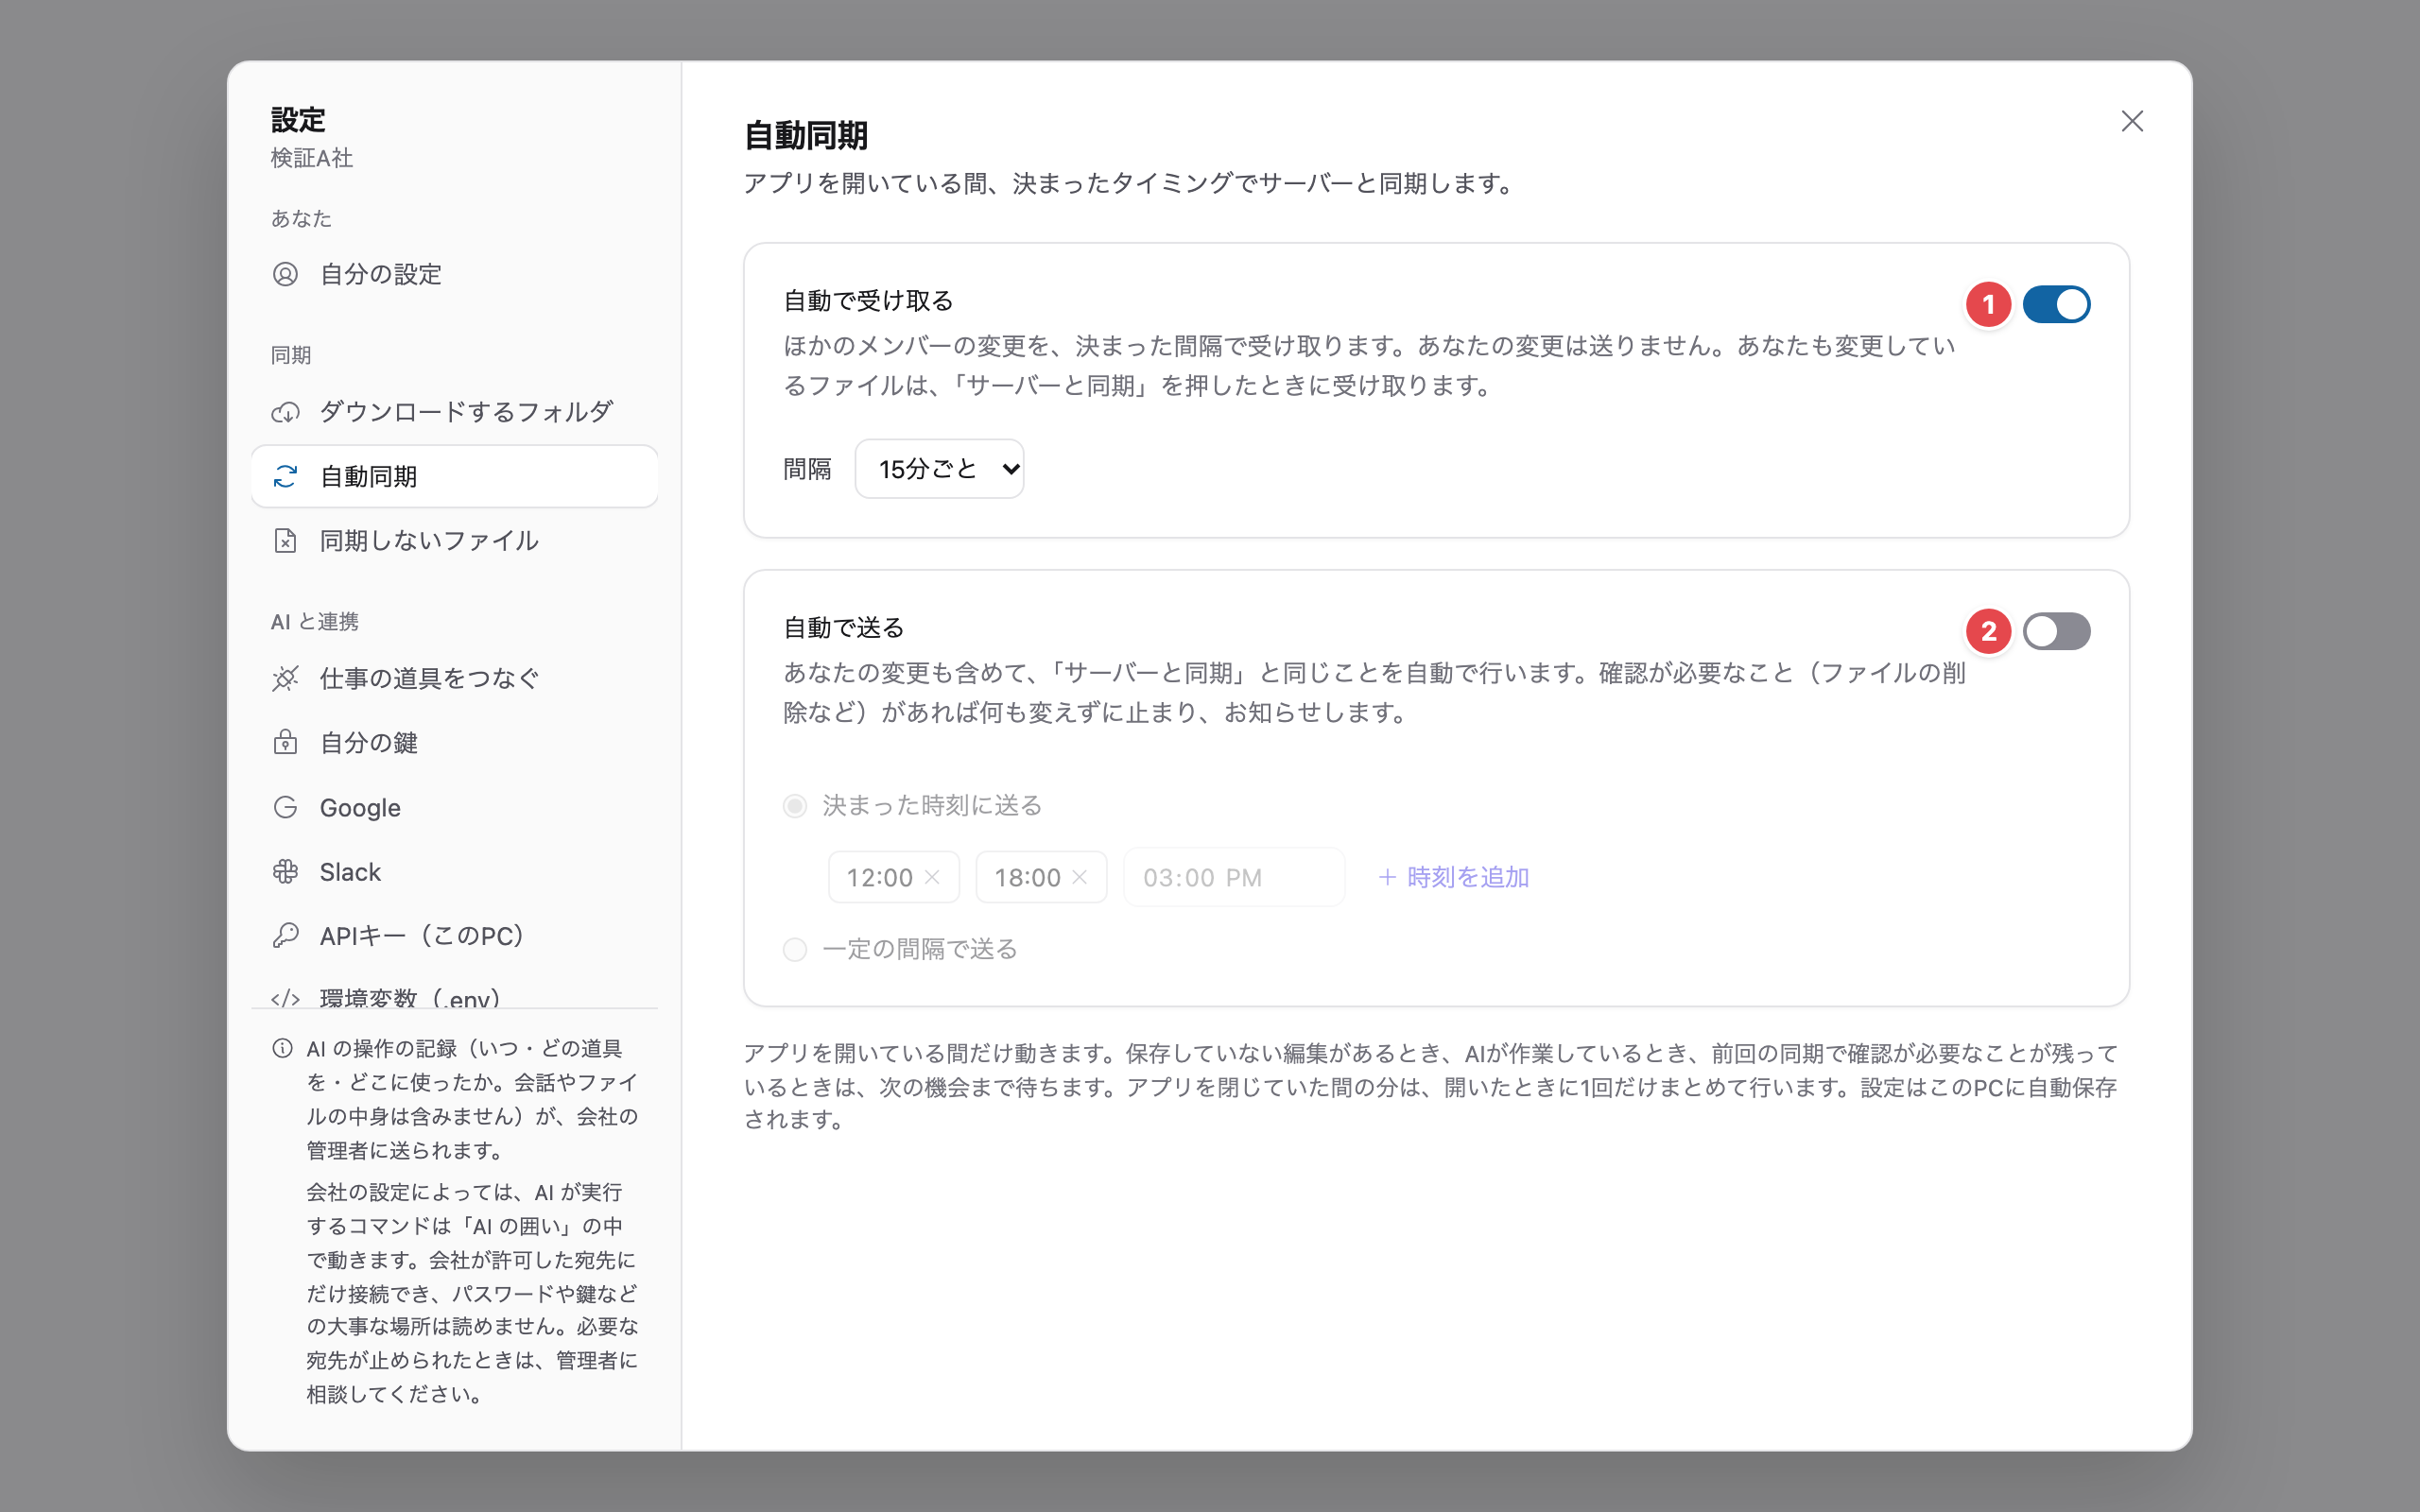 設定
検証A社
あなた
自分の設定
同期
ダウンロードするフォルダ
自動同期
同期しないファイル
AI と連携
仕事の道具をつなぐ
自分の鍵
Google
Slack
APIキー（このPC）
環境変数（.env）
AI の操作の記録（いつ・どの道具
を・どこに使ったか。会話やファイ
ルの中身は含みません）が、会社の
管理者に送られます。
会社の設定によっては、AI が実行
するコマンドは「AI の囲い」の中
で動きます。会社が許可した宛先に
だけ接続でき、パスワードや鍵など
の大事な場所は読めません。必要な
宛先が止められたときは、管理者に
相談してください。
自動同期
アプリを開いている間、決まったタイミングでサーバーと同期します。
自動で受け取る
1
ほかのメンバーの変更を、決まった間隔で受け取ります。あなたの変更は送りません。あなたも変更してい
るファイルは、「サーバーと同期」を押したときに受け取ります。
間隔 15分ごと
自動で送る
2
あなたの変更も含めて、「サーバーと同期」と同じことを自動で行います。確認が必要なこと（ファイルの削
除など）があれば何も変えずに止まり、お知らせします。
決まった時刻に送る
12:00 18:00 03:00 PM 時刻を追加
一定の間隔で送る
アプリを開いている間だけ動きます。保存していない編集があるとき、AIが作業しているとき、前回の同期で確認が必要なことが残って
いるときは、次の機会まで待ちます。アプリを閉じていた間の分は、開いたときに1回だけまとめて行います。設定はこのPCに自動保存
されます。